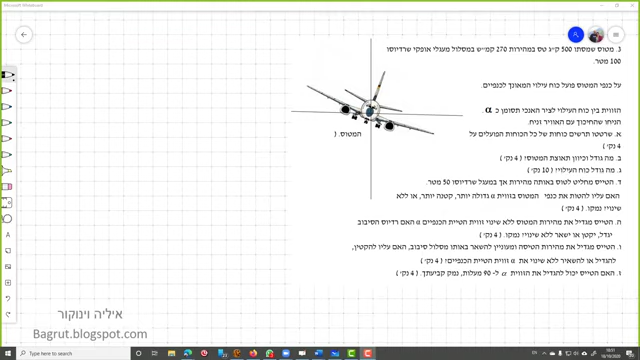 Microsoft Whiteboard
3. מטוס שמסתו 500 ק״ג טס במהירות 270 קמ״ש במסלול מעגלי אופקי שרדיוסו
100 מטר.
על כנפי המטוס פועל כוח עילוי המאונך לכנפיים.
הזווית בין כוח העילוי לציר האנכי תסומן כ α
הניחו שהחיכוך עם האוויר זניח.
א. שרטטו תרשים כוחות של כל הכוחות הפועלים על המטוס. (
4 נק׳ )
ב. מה גודל וכיוון תאוצת המטוס? ( 4 נק׳ )
ג. מה גודל כוח העילוי? ( 10 נק׳ )
ד. הטייס מחליט לטוס באותה מהירות אך במעגל שרדיוסו 50 מטר.
האם עליו להטות את כנפי המטוס בזווית α גדולה יותר, קטנה יותר, או ללא
שינוי? נמקו. ( 4 נק׳ )
ה. הטייס מגדיל את מהירות המטוס ללא שינוי זווית הטיית הכנפיים α האם רדיוס הסיבוב
יגדל, יקטן או ישאר ללא שינוי? נמקו. ( 4 נק׳ )
ו. הטייס מגדיל את מהירות הטיסה ומעוניין להשאר באותו מסלול סיבוב, האם עליו להקטין,
להגדיל או להשאיר ללא שינוי את α זווית הטיית הכנפיים? ( 4 נק׳ )
ז. האם הטייס יכול להגדיל את הזווית α ל- 90 מעלות, נמק קביעתך. ( 4 נק׳ )
איליה וינוקור
Bagrut.blogspot.com
Type here to search
18:01
18/10/2020